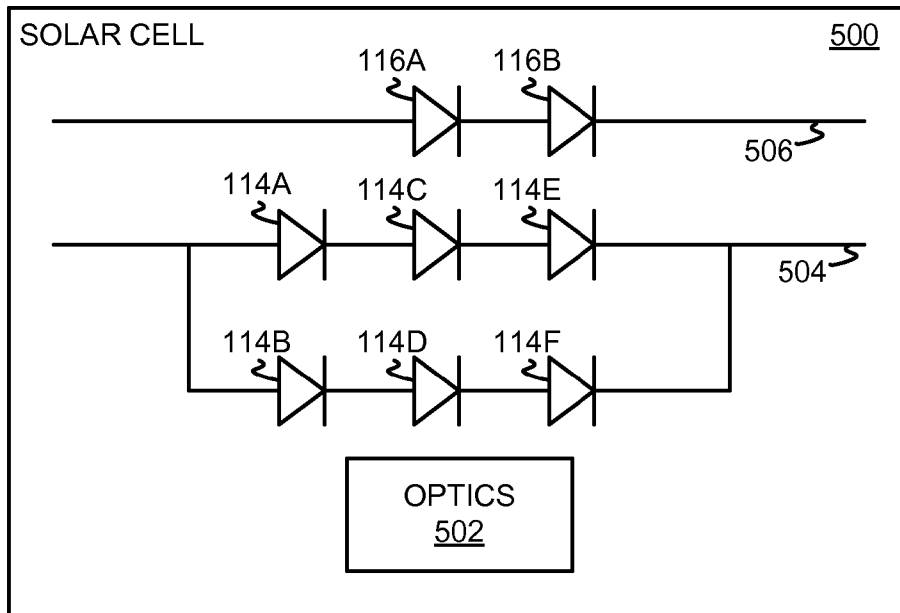 SOLAR CELL 500
116A 116B
506
114A 114C 114E
504
114B 114D 114F
OPTICS
502